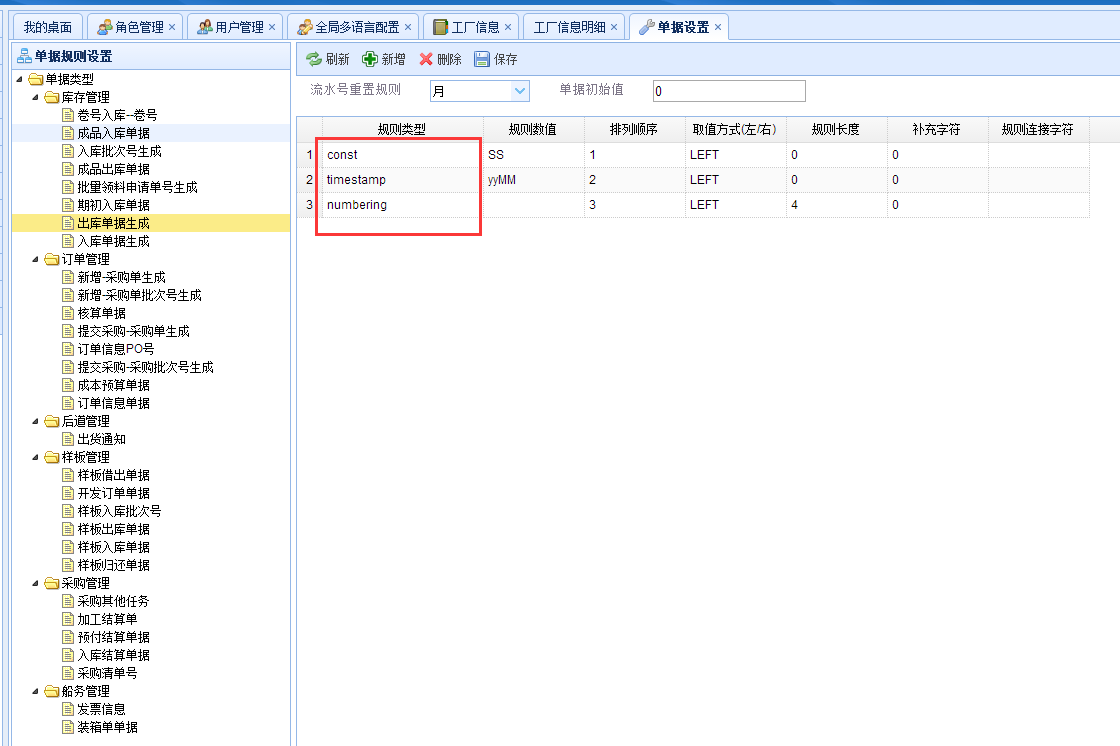 我的桌面 角色管理 × 用户管理 × 全局多语言配置 × 工厂信息 × 工厂信息明细 × 单据设置 ×
单据规则设置
单据类型
库存管理
卷号入库--卷号
成品入库单据
入库批次号生成
成品出库单据
批量领料申请单号生成
期初入库单据
出库单据生成
入库单据生成
订单管理
新增-采购单生成
新增-采购单批次号生成
核算单据
提交采购-采购单生成
订单信息PO号
提交采购-采购批次号生成
成本预算单据
订单信息单据
后道管理
出货通知
样板管理
样板借出单据
开发订单单据
样板入库批次号
样板出库单据
样板入库单据
样板归还单据
采购管理
采购其他任务
加工结算单
预付结算单据
入库结算单据
采购清单号
船务管理
发票信息
装箱单单据
刷新 新增 删除 保存
流水号重置规则 月 单据初始值 0
规则类型 规则数值 排列顺序 取值方式(左/右) 规则长度 补充字符 规则连接字符
1 const SS 1 LEFT 0 0
2 timestamp yyMM 2 LEFT 0 0
3 numbering 3 LEFT 4 0